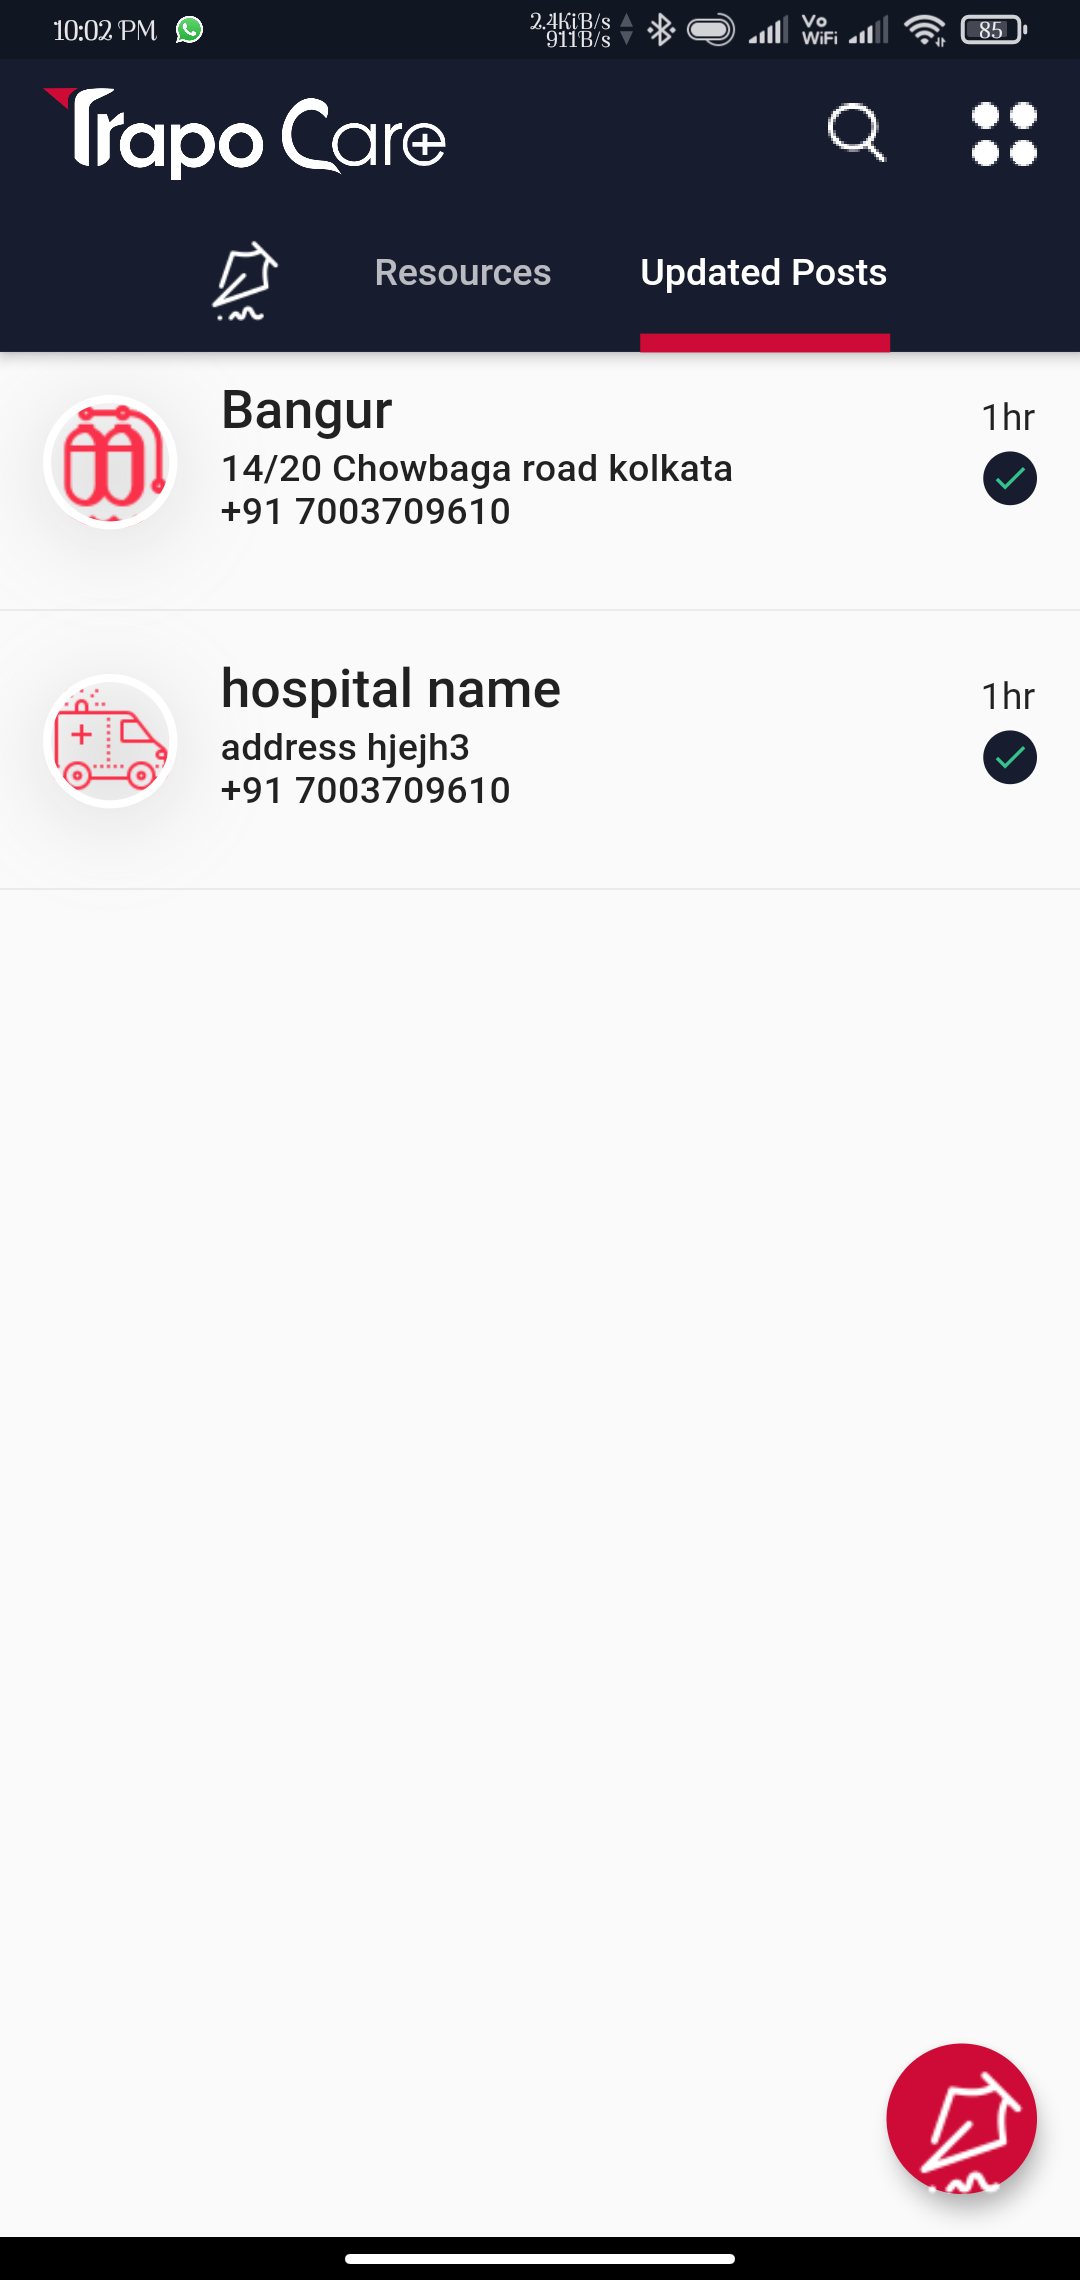 10:02 PM
2.4KiB/s
911B/s
Vo
WiFi
85
Trapo Care
Resources
Updated Posts
Bangur
1hr
14/20 Chowbaga road kolkata
+91 7003709610
hospital name
1hr
address hjejh3
+91 7003709610